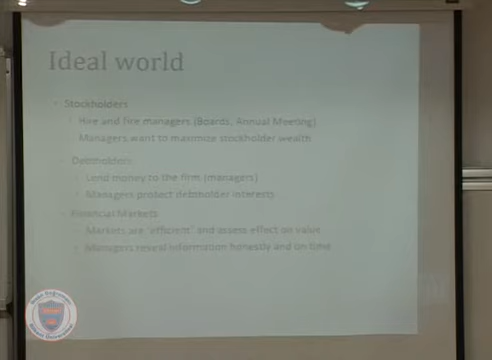 Ideal world
Stockholders
Hire and fire managers (Boards, Annual Meeting)
Managers want to maximize stockholder wealth
Debtholders
Lend money to the firm (managers)
Managers protect debtholder interests
Financial Markets
Markets are 'efficient' and assess effect on value
Managers reveal information honestly and on time